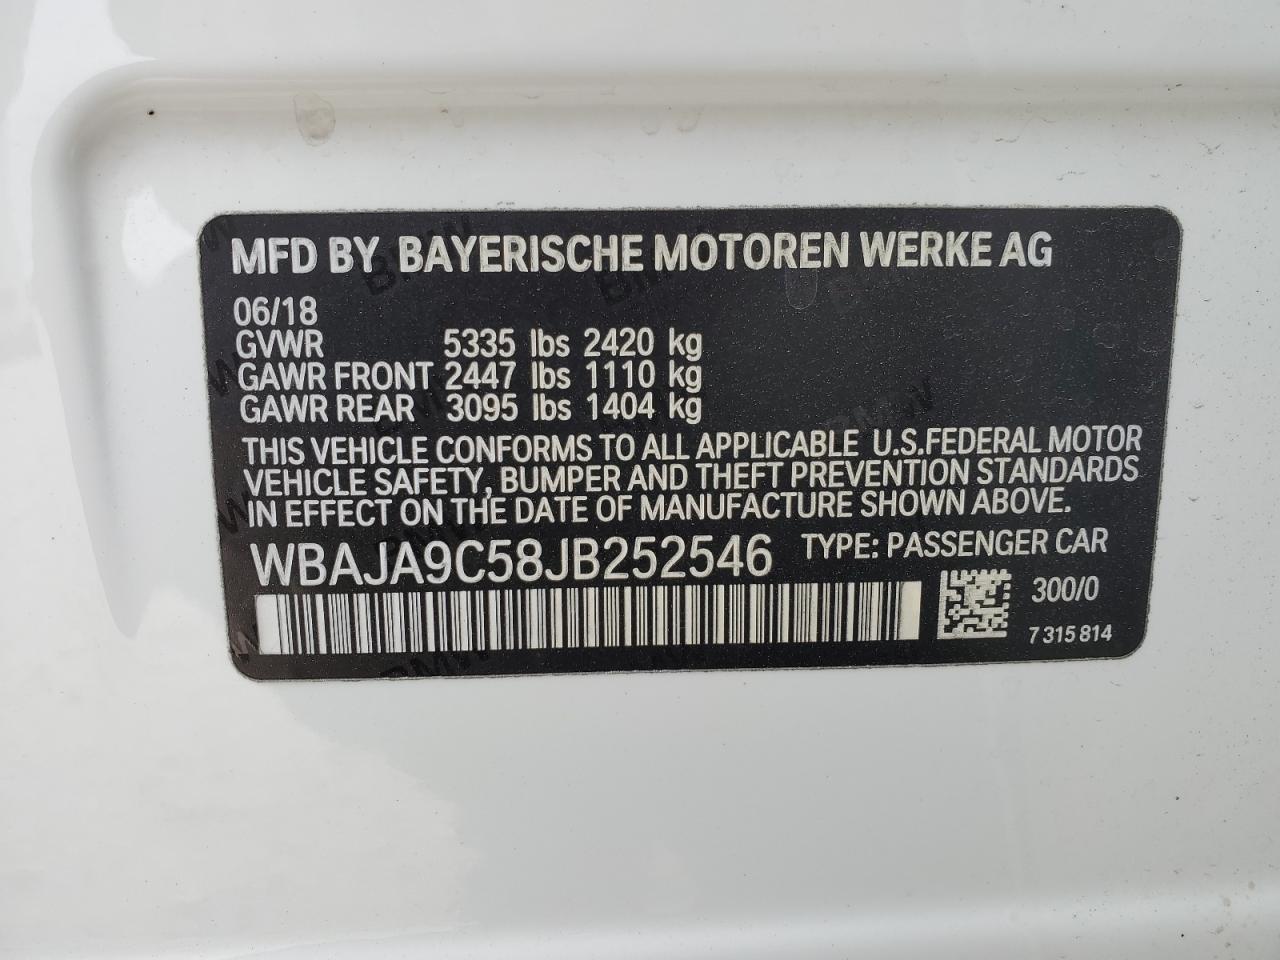 MFD BY BAYERISCHE MOTOREN WERKE AG
06/18
GVWR 5335 lbs 2420 kg
GAWR FRONT 2447 lbs 1110 kg
GAWR REAR 3095 lbs 1404 kg
THIS VEHICLE CONFORMS TO ALL APPLICABLE U.S.FEDERAL MOTOR
VEHICLE SAFETY, BUMPER AND THEFT PREVENTION STANDARDS
IN EFFECT ON THE DATE OF MANUFACTURE SHOWN ABOVE.
WBAJA9C58JB252546 TYPE: PASSENGER CAR
300/0
7 315 814